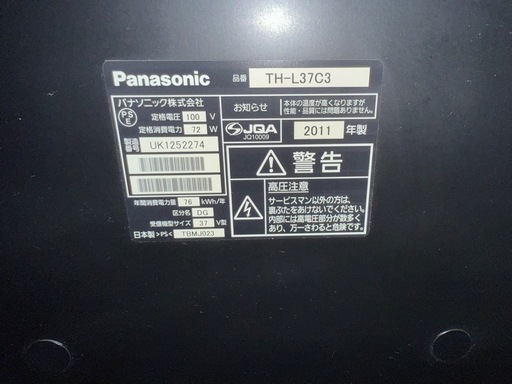 Panasonic
品番 TH-L37C3
パナソニック株式会社
PSE
定格電圧 100 V
定格消費電力 72 W
製造番号 UK1252274
年間消費電力量 76 kWh/年
区分名 DG
受信機型サイズ 37 V型
日本製 >PS< TBMJ023
お知らせ
本体の温度が高くなりますが
性能・品質には問題ありません。
JQA
JQ10009
2011 年製
警告
高圧注意
サービスマン以外の方は、
裏ぶたをあけないでください。
内部には高電圧部分が数多く
あり、万一さわると危険です。